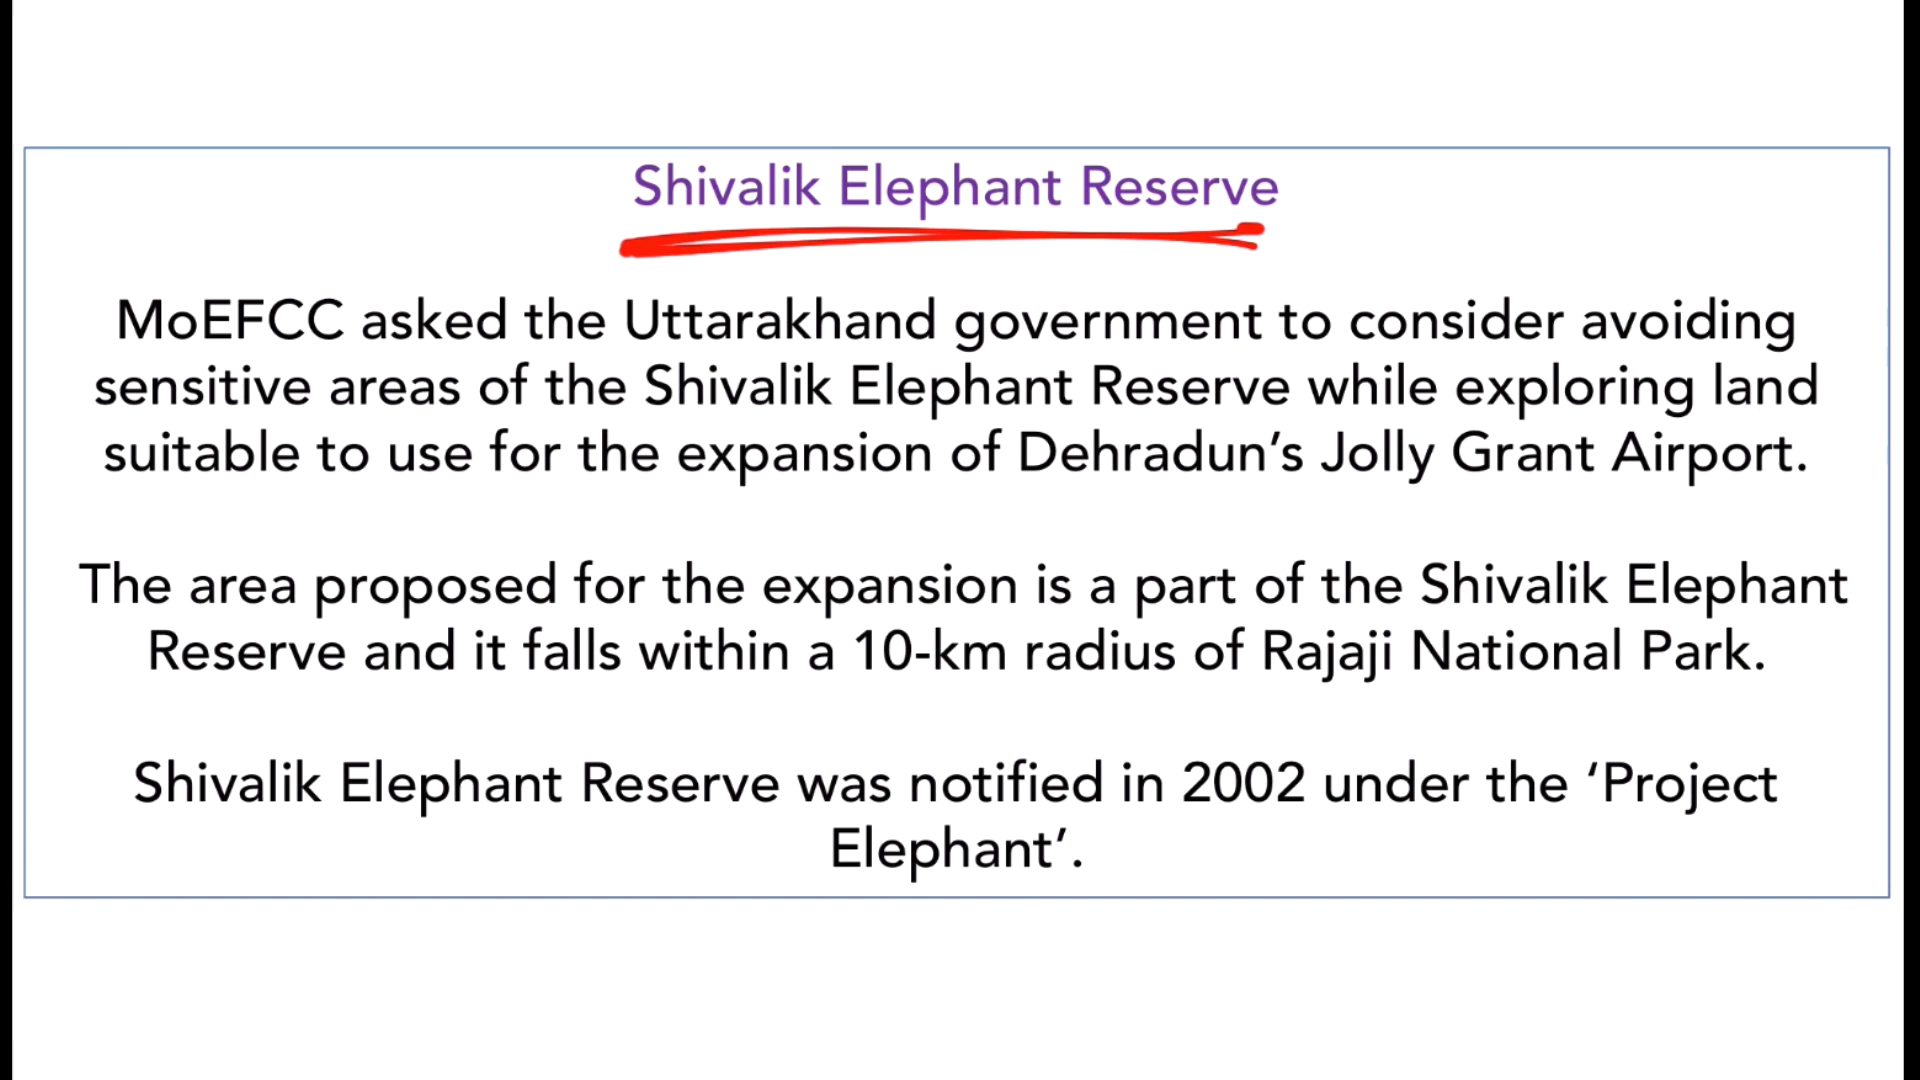 Shivalik Elephant Reserve
MoEFCC asked the Uttarakhand government to consider avoiding
sensitive areas of the Shivalik Elephant Reserve while exploring land
suitable to use for the expansion of Dehradun’s Jolly Grant Airport.
The area proposed for the expansion is a part of the Shivalik Elephant
Reserve and it falls within a 10-km radius of Rajaji National Park.
Shivalik Elephant Reserve was notified in 2002 under the ‘Project
Elephant’.